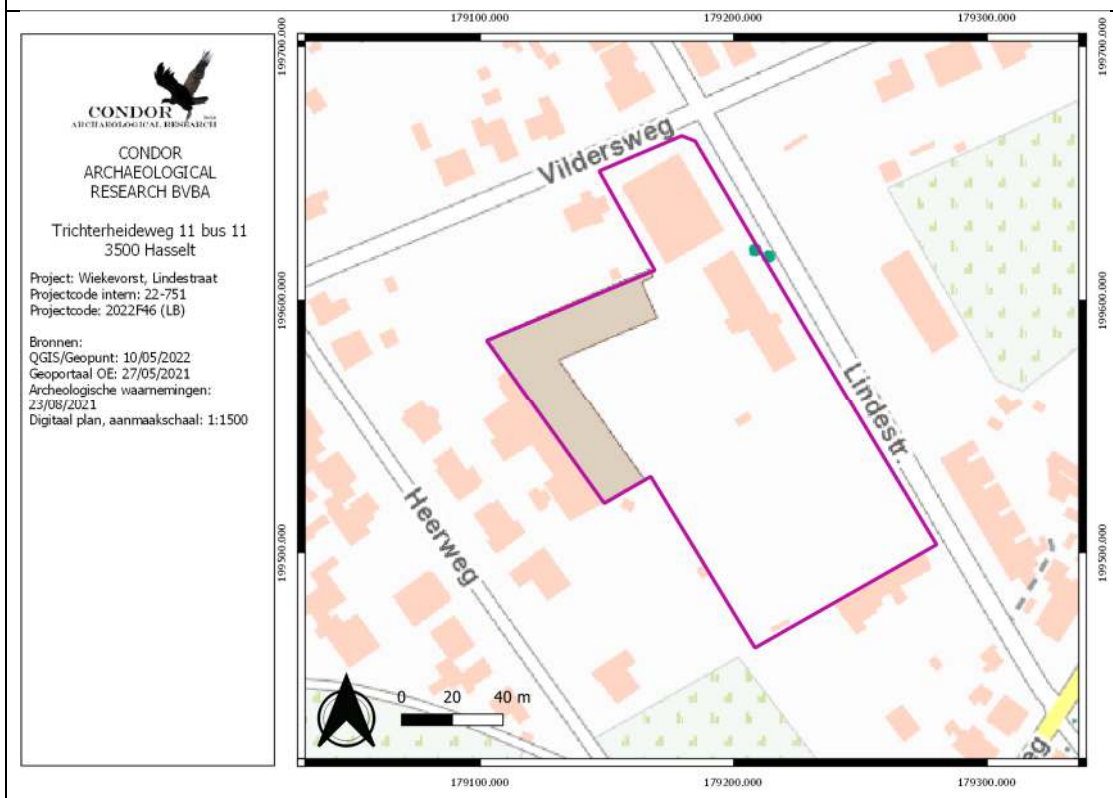 179100.000 179200.000 179300.000
199700.000 199700.000
CONDOR
ARCHAEOLOGICAL RESEARCH
CONDOR
ARCHAEOLOGICAL
RESEARCH BVBA
Trichterheideweg 11 bus 11
3500 Hasselt
Project: Wiekevorst, Lindestraat
Projectcode intern: 22-751
Projectcode: 2022F46 (LB)
Bronnen:
QGIS/Geopunt: 10/05/2022
Geoportaal OE: 27/05/2021
Archeologische waarnemingen:
23/08/2021
Digitaal plan, aanmaakschaal: 1:1500
Vildersweg
199600.000 199600.000
Lindestr.
Heerweg
199500.000 199500.000
0 20 40 m
eg
179100.000 179200.000 179300.000